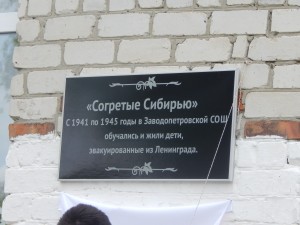 «Согретые Сибирью»
С 1941 по 1945 годы в Заводопетровской СОШ
обучались и жили дети,
эвакуированные из Ленинграда.